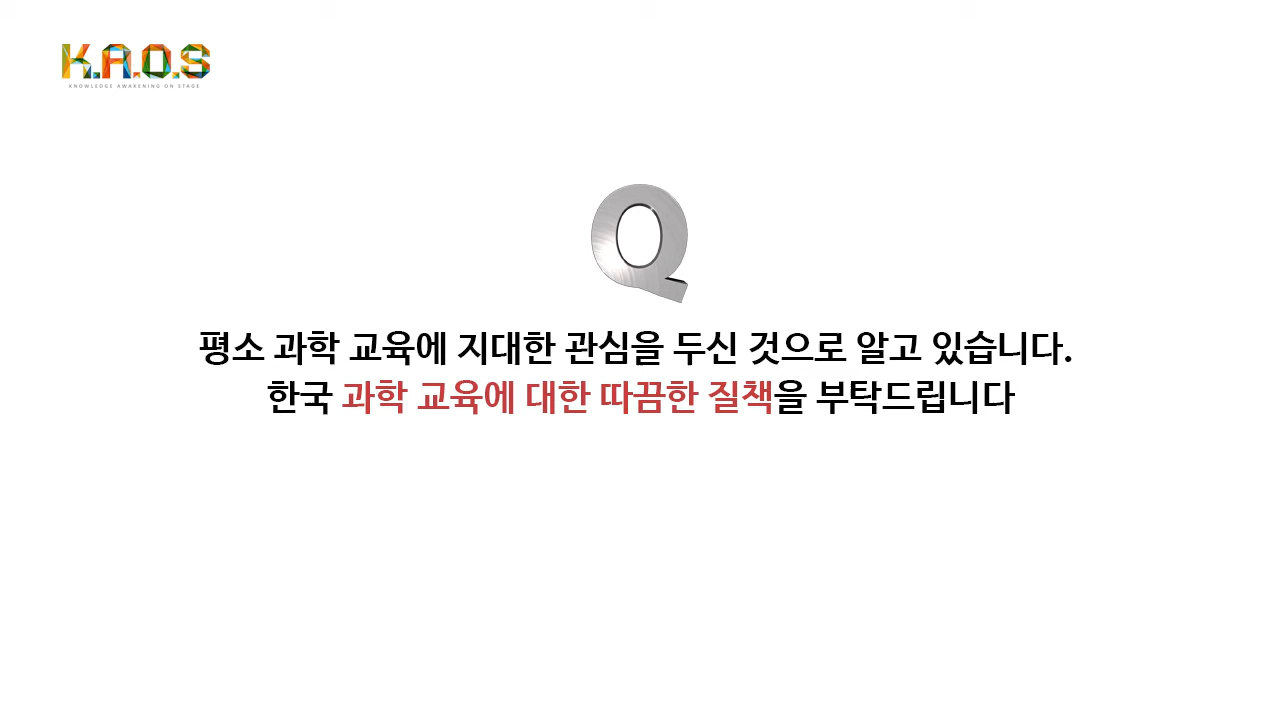 K.A.O.S
KNOWLEDGE AWAKENING ON STAGE
Q
평소 과학 교육에 지대한 관심을 두신 것으로 알고 있습니다.
한국 과학 교육에 대한 따끔한 질책을 부탁드립니다